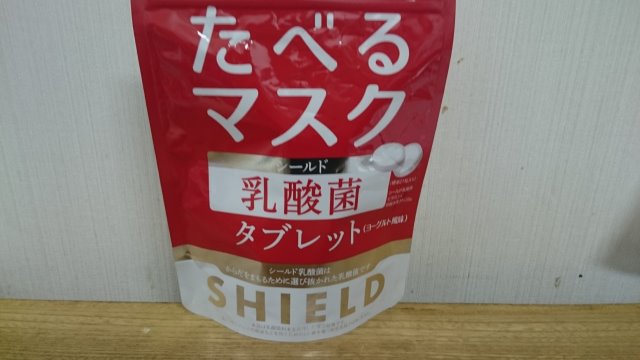 たべる
マスク
シールド
乳酸菌
タブレット(ヨーグルト風味)
シールド乳酸菌は
からだをまもるために選び抜かれた乳酸菌です
SHIELD